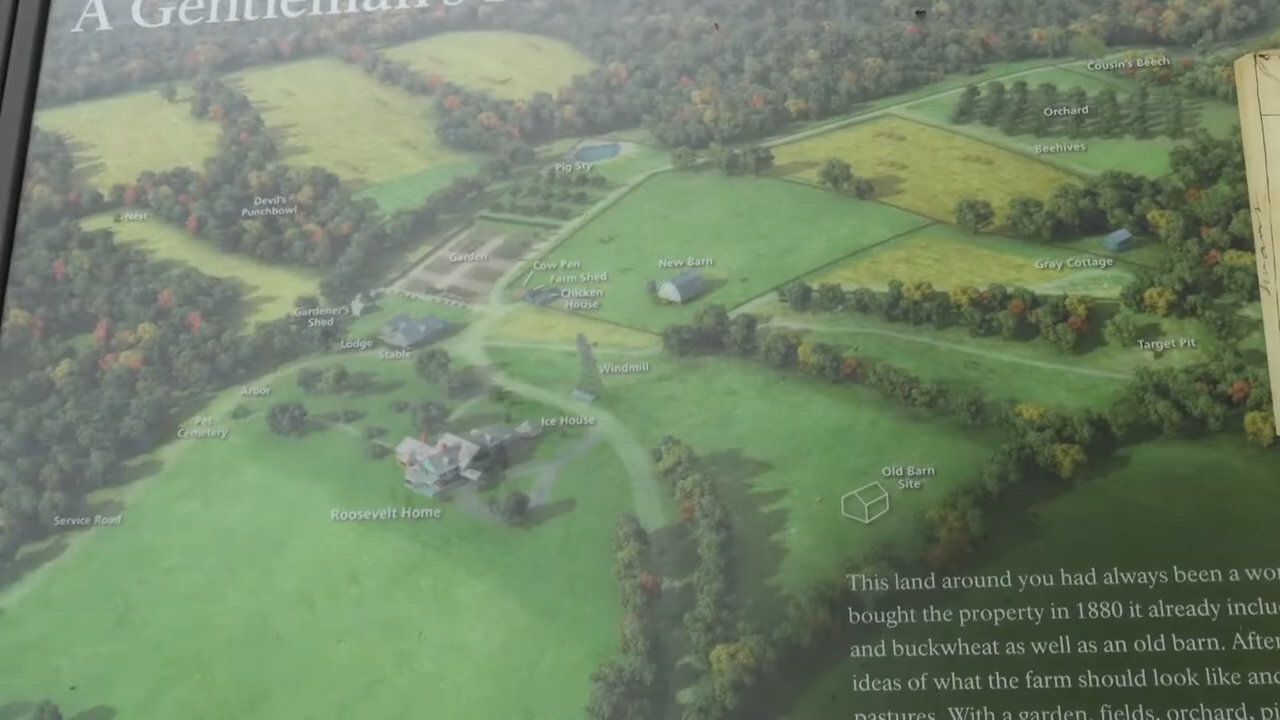 A Gentleman's
Cousin's Beech
Orchard
Beehives
Pig Sty
Devil's
Punchbowl
Nest
Garden
Cow Pen
Farm Shed
Chicken
House
New Barn
Gray Cottage
Gardener's
Shed
Lodge
Stable
Target Pit
Windmill
Arbor
Pet
Cemetery
Ice House
Old Barn
Site
Roosevelt Home
Service Road
This land around you had always been a wor
bought the property in 1880 it already inclu
and buckwheat as well as an old barn. After
ideas of what the farm should look like and
pastures. With a garden, fields, orchard, pi